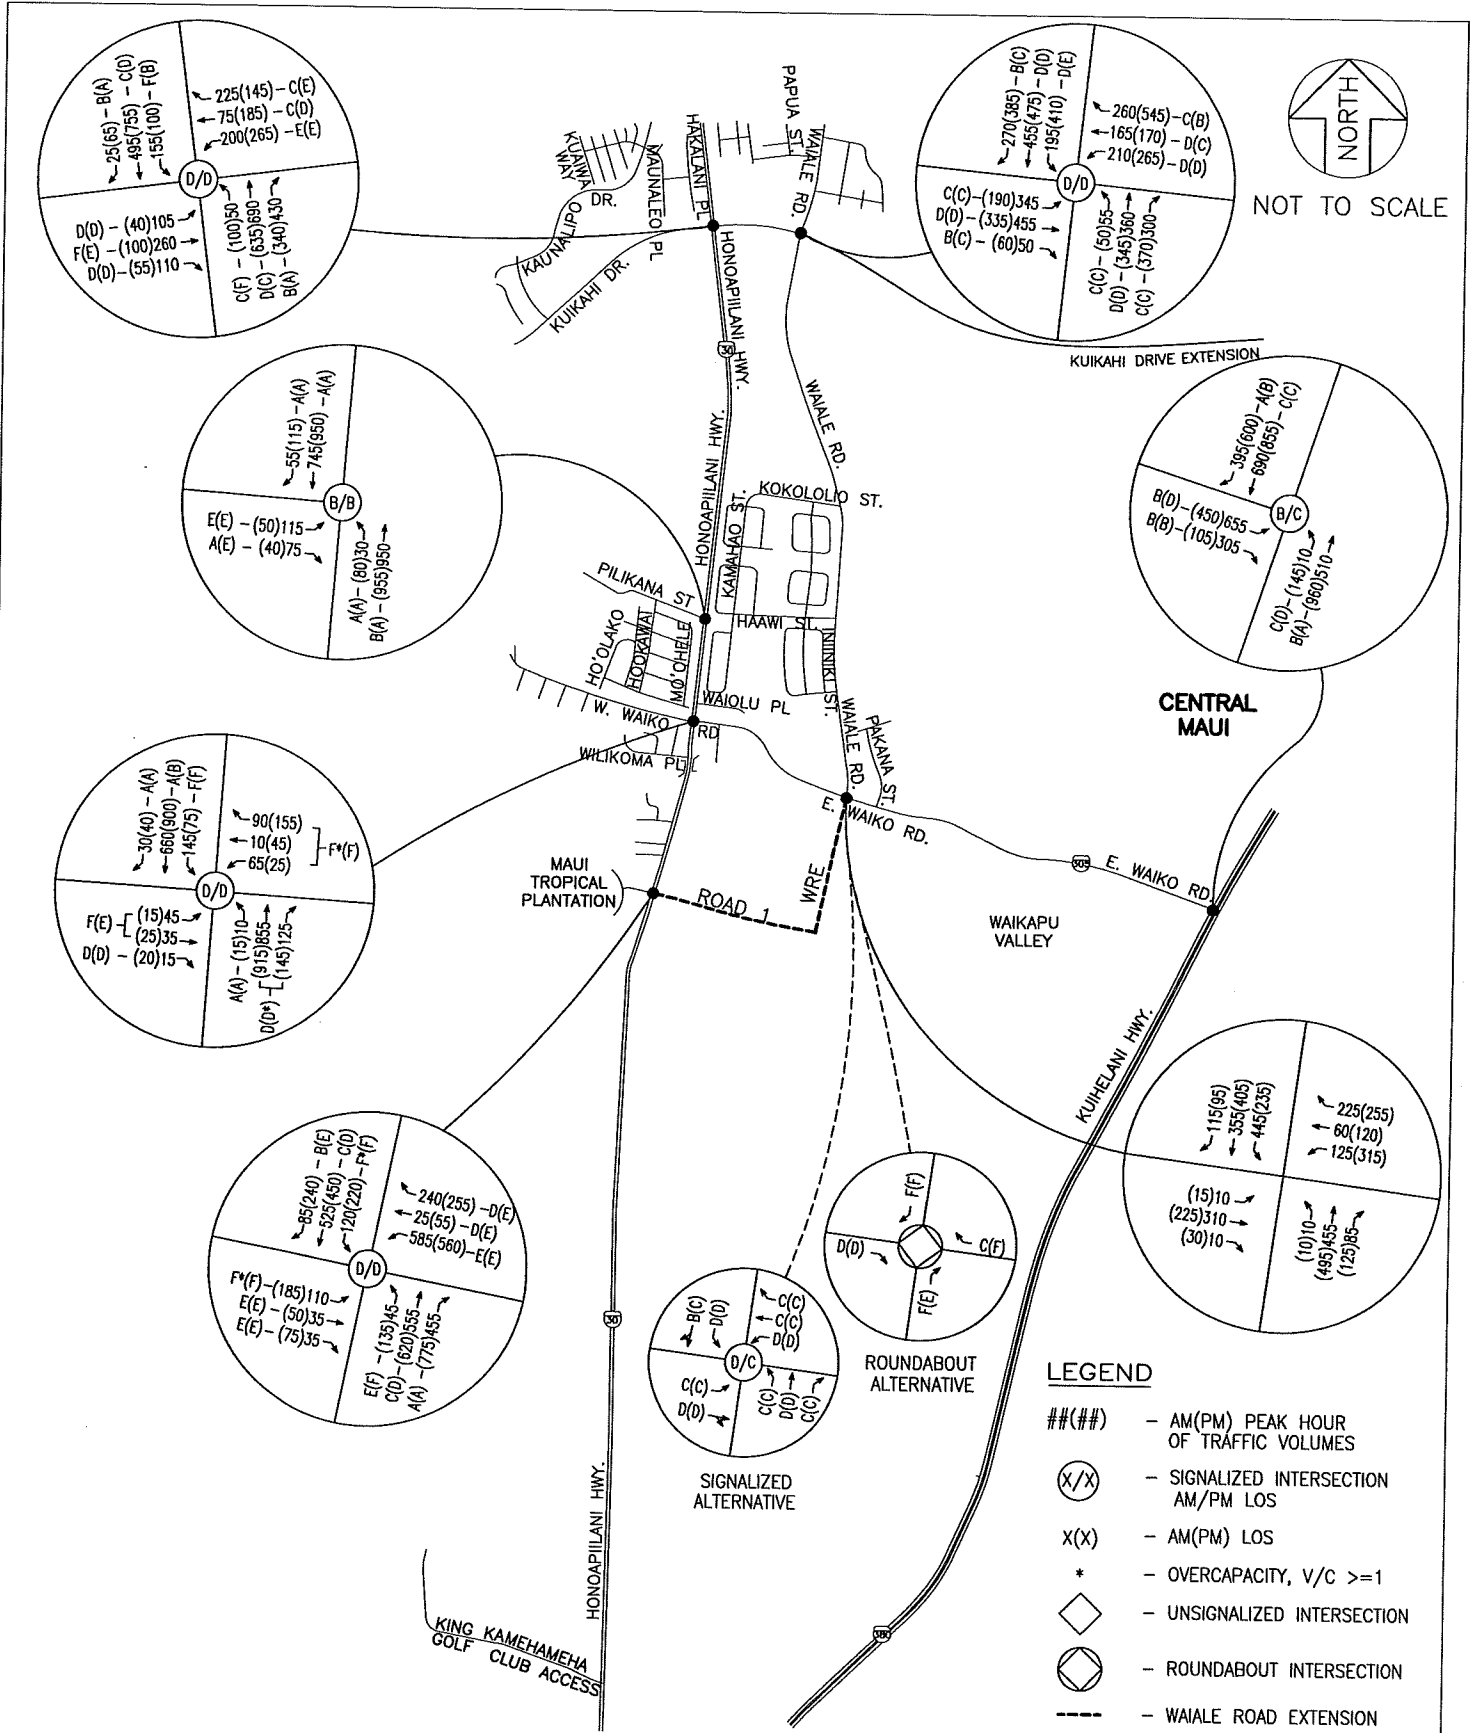 25(65) – B(A)
495(755) – C(D)
155(100) – F(B)
225(145) – C(E)
75(185) – C(D)
200(265) – E(E)
D/D
D(D) – (40)105
F(E) – (100)260
D(D) – (55)110
C(F) – (100)50
D(C) – (635)690
B(A) – (340)430
270(385) – B(C)
455(475) – D(D)
195(410) – D(E)
260(545) – C(B)
165(170) – D(C)
210(265) – D(D)
D/D
C(C) – (190)345
D(D) – (335)455
B(C) – (60)50
C(C) – (50)55
D(D) – (345)360
C(C) – (370)300
NORTH
NOT TO SCALE
KUAIWA
WAY
KAUNALIPO
DR.
MAUNALEO PL
HAKALANI PL
PAPUA ST.
WAIALE RD.
KUIKAHI DR.
HONOAPIILANI HWY.
30
KUIKAHI DRIVE EXTENSION
55(115) – A(A)
745(950) – A(A)
B/B
E(E) – (50)115
A(E) – (40)75
A(A) – (80)30
B(A) – (955)950
HONOAPIILANI HWY.
WAIALE RD.
KOKOLOLIO ST.
KAMAHAO ST.
395(600) – A(B)
690(855) – C(C)
B/C
B(D) – (450)655
B(B) – (105)305
C(D) – (145)10
B(A) – (960)510
PILIKANA ST
HAAWI ST.
HO'OLAKO
HOOKAWAI
MO'OHELE
ININIKI ST.
WAIOLU PL
W. WAIKO
RD
WILIKOMA PL
WAIALE RD.
PAKANA ST.
CENTRAL
MAUI
E. WAIKO RD.
305
E. WAIKO RD.
30(40) – A(A)
660(900) – A(B)
145(75) – F(F)
90(155)
10(45)
65(25)
F*(F)
D/D
F(E)
(15)45
(25)35
D(D) – (20)15
A(A) – (15)10
D(D*)
(915)855
(145)125
MAUI
TROPICAL
PLANTATION
ROAD 1
WRE
WAIKAPU
VALLEY
KUIHELANI HWY.
85(240) – B(E)
525(450) – C(D)
120(220) – F*(F)
240(255) – D(E)
25(55) – D(E)
585(560) – E(E)
D/D
F*(F) – (185)110
E(E) – (50)35
E(E) – (75)35
E(F) – (135)45
C(D) – (620)555
A(A) – (775)455
115(95)
355(405)
445(235)
225(255)
60(120)
125(315)
(15)10
(225)310
(30)10
(10)10
(495)455
(125)85
F(F)
D(D)
C(F)
F(E)
ROUNDABOUT
ALTERNATIVE
B(C)
D(D)
C(C)
C(C)
D(D)
D/C
C(C)
D(D)
C(C)
D(D)
C(C)
SIGNALIZED
ALTERNATIVE
30
HONOAPIILANI HWY.
KING KAMEHAMEHA
GOLF CLUB ACCESS
380
LEGEND
##(##) – AM(PM) PEAK HOUR
OF TRAFFIC VOLUMES
X/X – SIGNALIZED INTERSECTION
AM/PM LOS
X(X) – AM(PM) LOS
* – OVERCAPACITY, V/C >=1
– UNSIGNALIZED INTERSECTION
– ROUNDABOUT INTERSECTION
– WAIALE ROAD EXTENSION